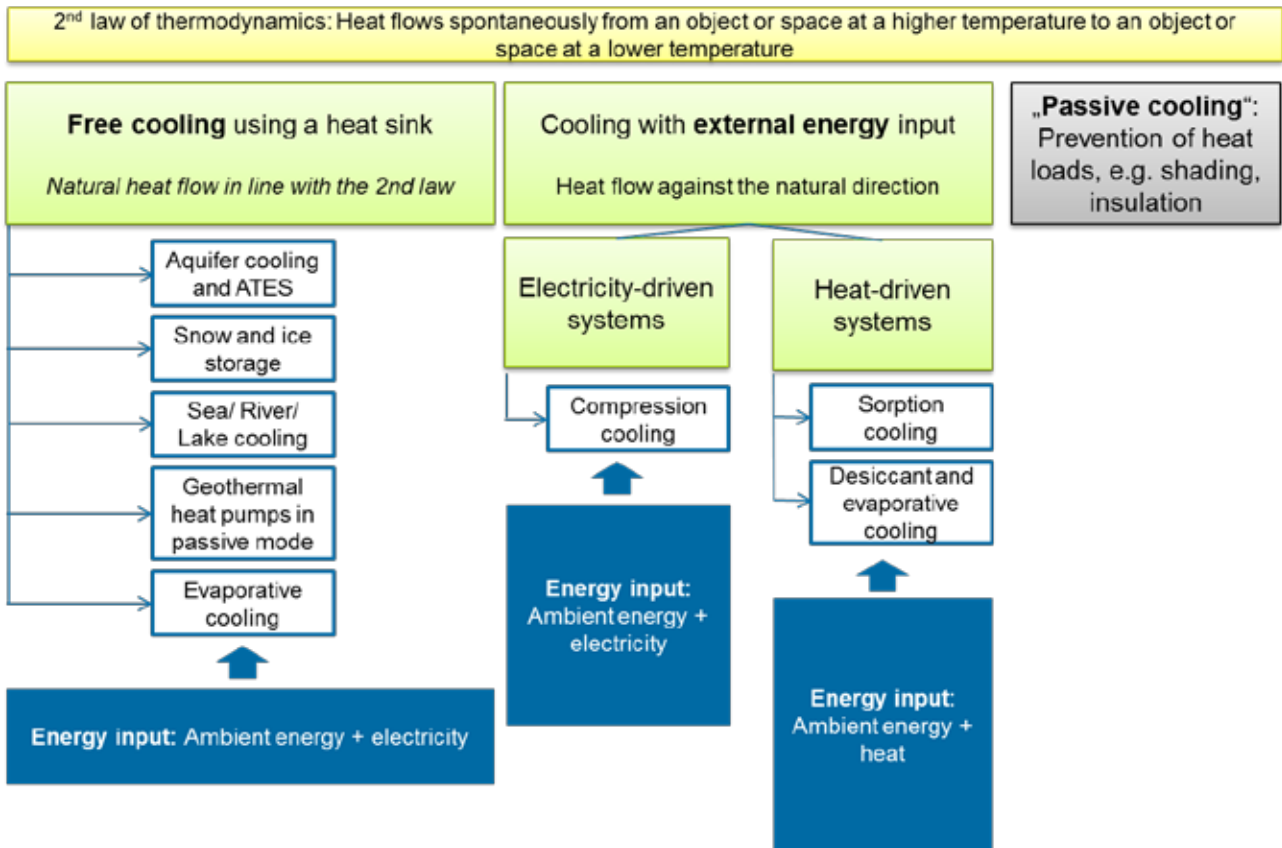 2nd law of thermodynamics: Heat flows spontaneously from an object or space at a higher temperature to an object or
space at a lower temperature
Free cooling using a heat sink
Natural heat flow in line with the 2nd law
Aquifer cooling
and ATES
Snow and ice
storage
Sea/ River/
Lake cooling
Geothermal
heat pumps in
passive mode
Evaporative
cooling
Energy input: Ambient energy + electricity
Cooling with external energy input
Heat flow against the natural direction
Electricity-driven
systems
Compression
cooling
Energy input:
Ambient energy +
electricity
Heat-driven
systems
Sorption
cooling
Desiccant and
evaporative
cooling
Energy input:
Ambient energy +
heat
„Passive cooling“:
Prevention of heat
loads, e.g. shading,
insulation